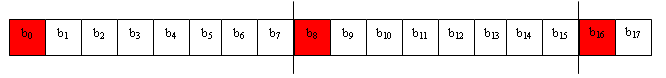 b₀ b₁ b₂ b₃ b₄ b₅ b₆ b₇ b₈ b₉ b₁₀ b₁₁ b₁₂ b₁₃ b₁₄ b₁₅ b₁₆ b₁₇